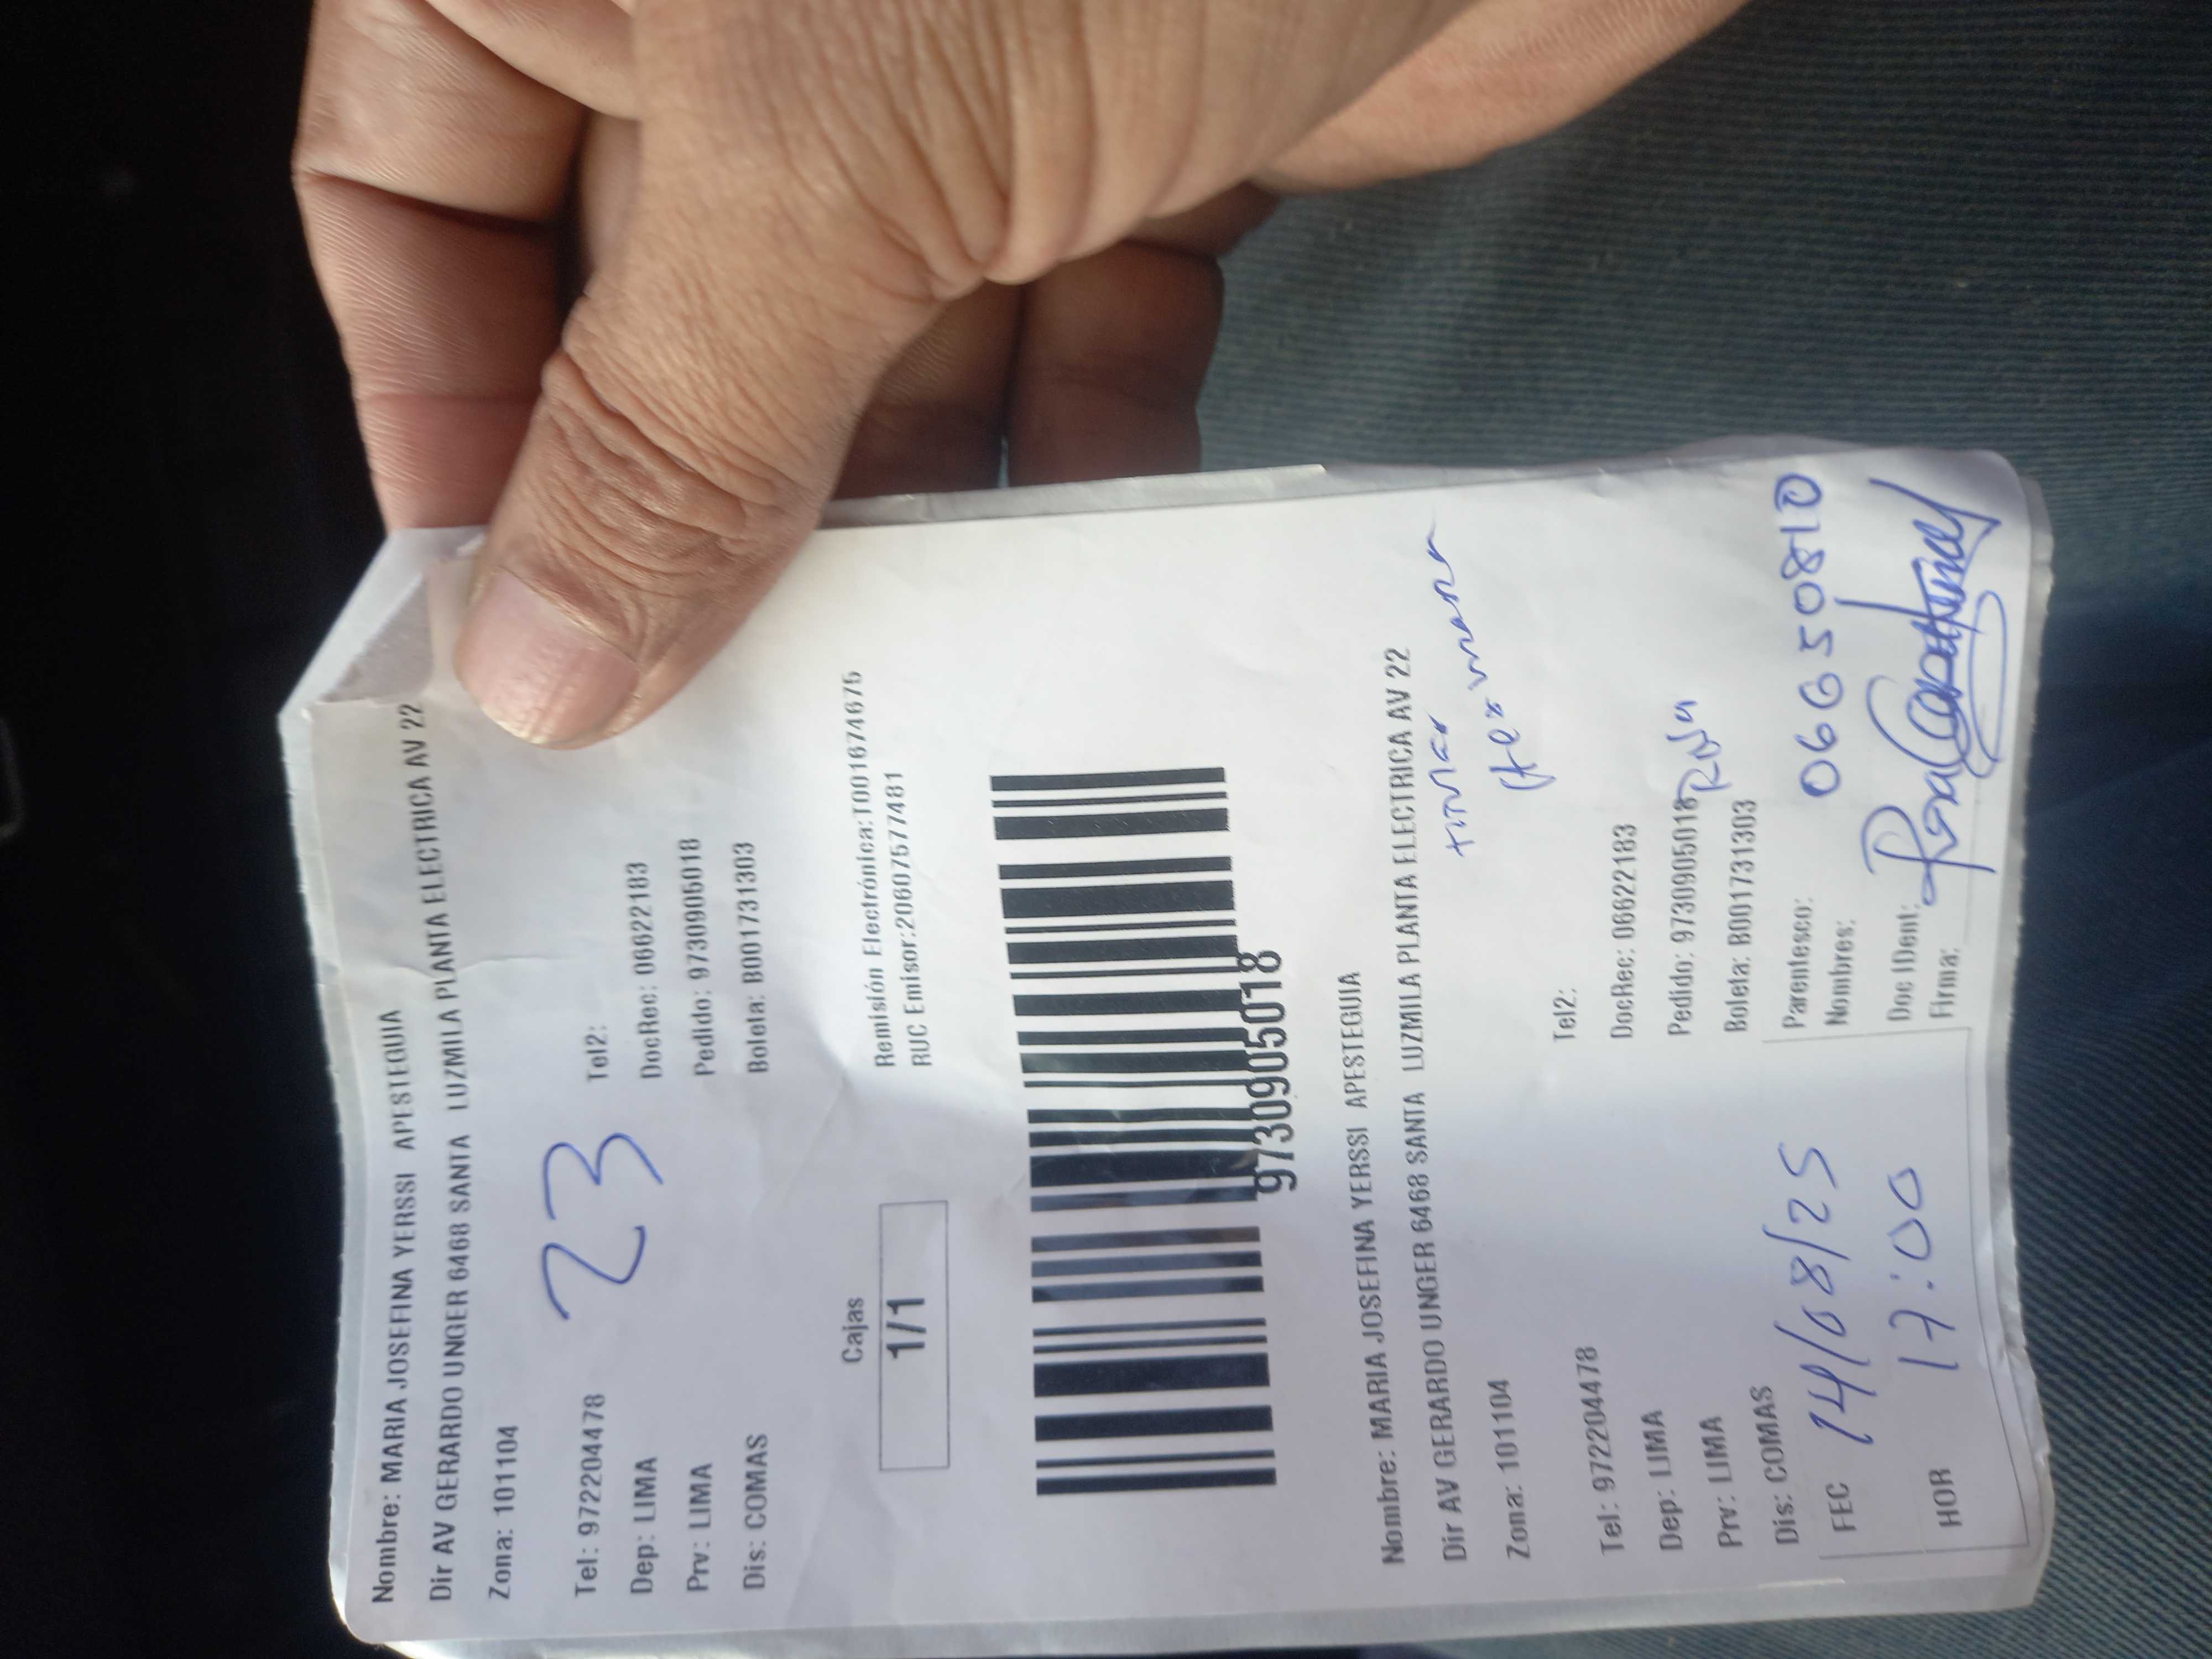 Nombre: MARIA JOSEFINA YERSSI APESTEGUIA
Dir AV GERARDO UNGER 6468 SANTA LUZMILA PLANTA ELECTRICA AV 22
Zona: 101104
23
Tel: 972204478 Tel2:
Dep: LIMA DocRec: 06622183
Prv: LIMA Pedido: 9730905018
Dis: COMAS Boleta: B001731303
Cajas
1/1
Remisión Electrónica:T001674675
RUC Emisor:20607577481
9730905018
Nombre: MARIA JOSEFINA YERSSI APESTEGUIA
Dir AV GERARDO UNGER 6468 SANTA LUZMILA PLANTA ELECTRICA AV 22
Zona: 101104
Tel: 972204478 Tel2:
Dep: LIMA DocRec: 06622183
Prv: LIMA Pedido: 9730905018
Dis: COMAS Boleta: B001731303
FEC 14/08/25
Parentesco:
Nombres:
06650810
HOR 17:00
Doc IDent:
Firma:
Rosa